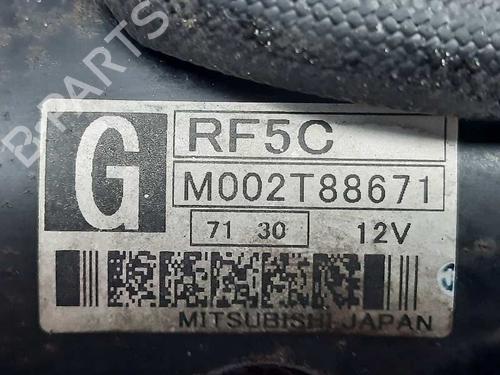 B-Parts
G
RF5C
M002T88671
71 30
12V
MITSUBISHI JAPAN